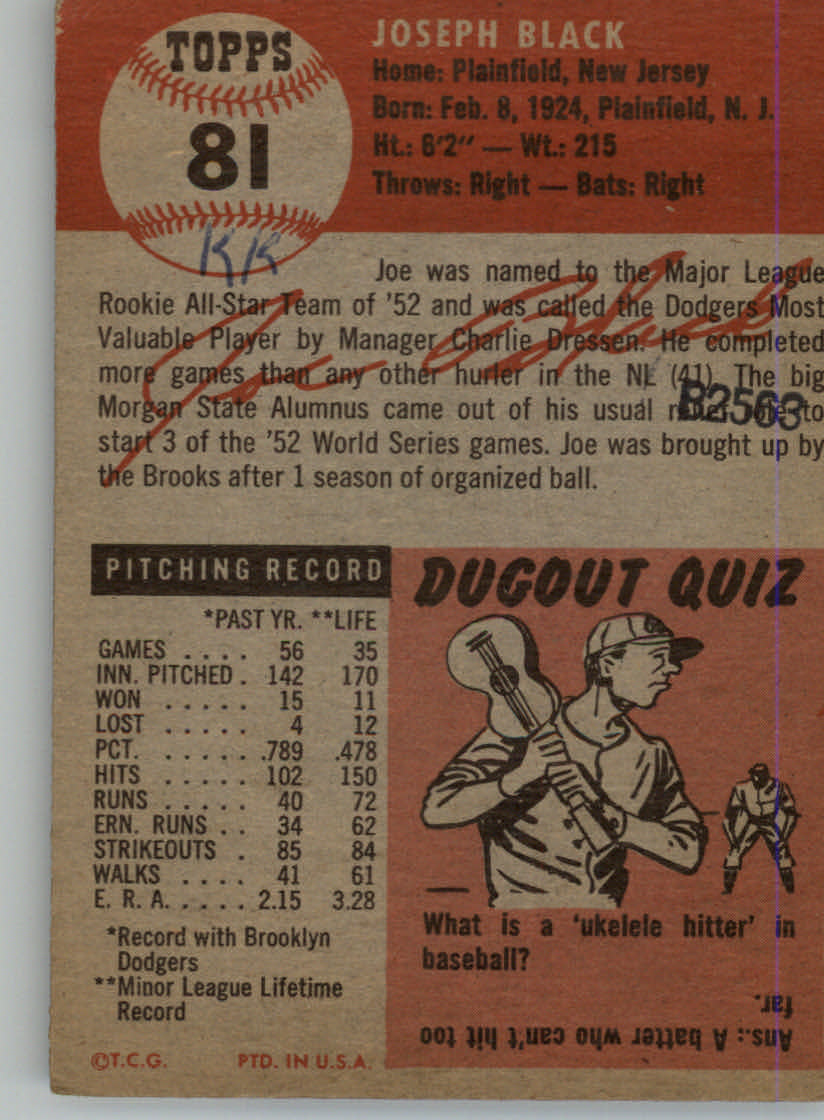 TOPPS
81
JOSEPH BLACK
Home: Plainfield, New Jersey
Born: Feb. 8, 1924, Plainfield, N. J.
Ht.: 6'2" — Wt.: 215
Throws: Right — Bats: Right
KR
Joe Black
Joe was named to the Major League
Rookie All-Star Team of '52 and was called the Dodgers Most
Valuable Player by Manager Charlie Dressen. He completed
more games than any other hurler in the NL (41). The big
Morgan State Alumnus came out of his usual to
B2563
start 3 of the '52 World Series games. Joe was brought up by
the Brooks after 1 season of organized ball.
PITCHING RECORD
*PAST YR. **LIFE
GAMES .... 56 35
INN. PITCHED. 142 170
WON ..... 15 11
LOST ..... 4 12
PCT. ...... .789 .478
HITS ..... 102 150
RUNS ..... 40 72
ERN. RUNS .. 34 62
STRIKEOUTS . 85 84
WALKS .... 41 61
E. R. A. ..... 2.15 3.28
*Record with Brooklyn
Dodgers
**Minor League Lifetime
Record
©T.C.G. PTD. IN U.S.A.
DUGOUT QUIZ
What is a 'ukelele hitter' in
baseball?
Ans.: A batter who can't hit too
far.